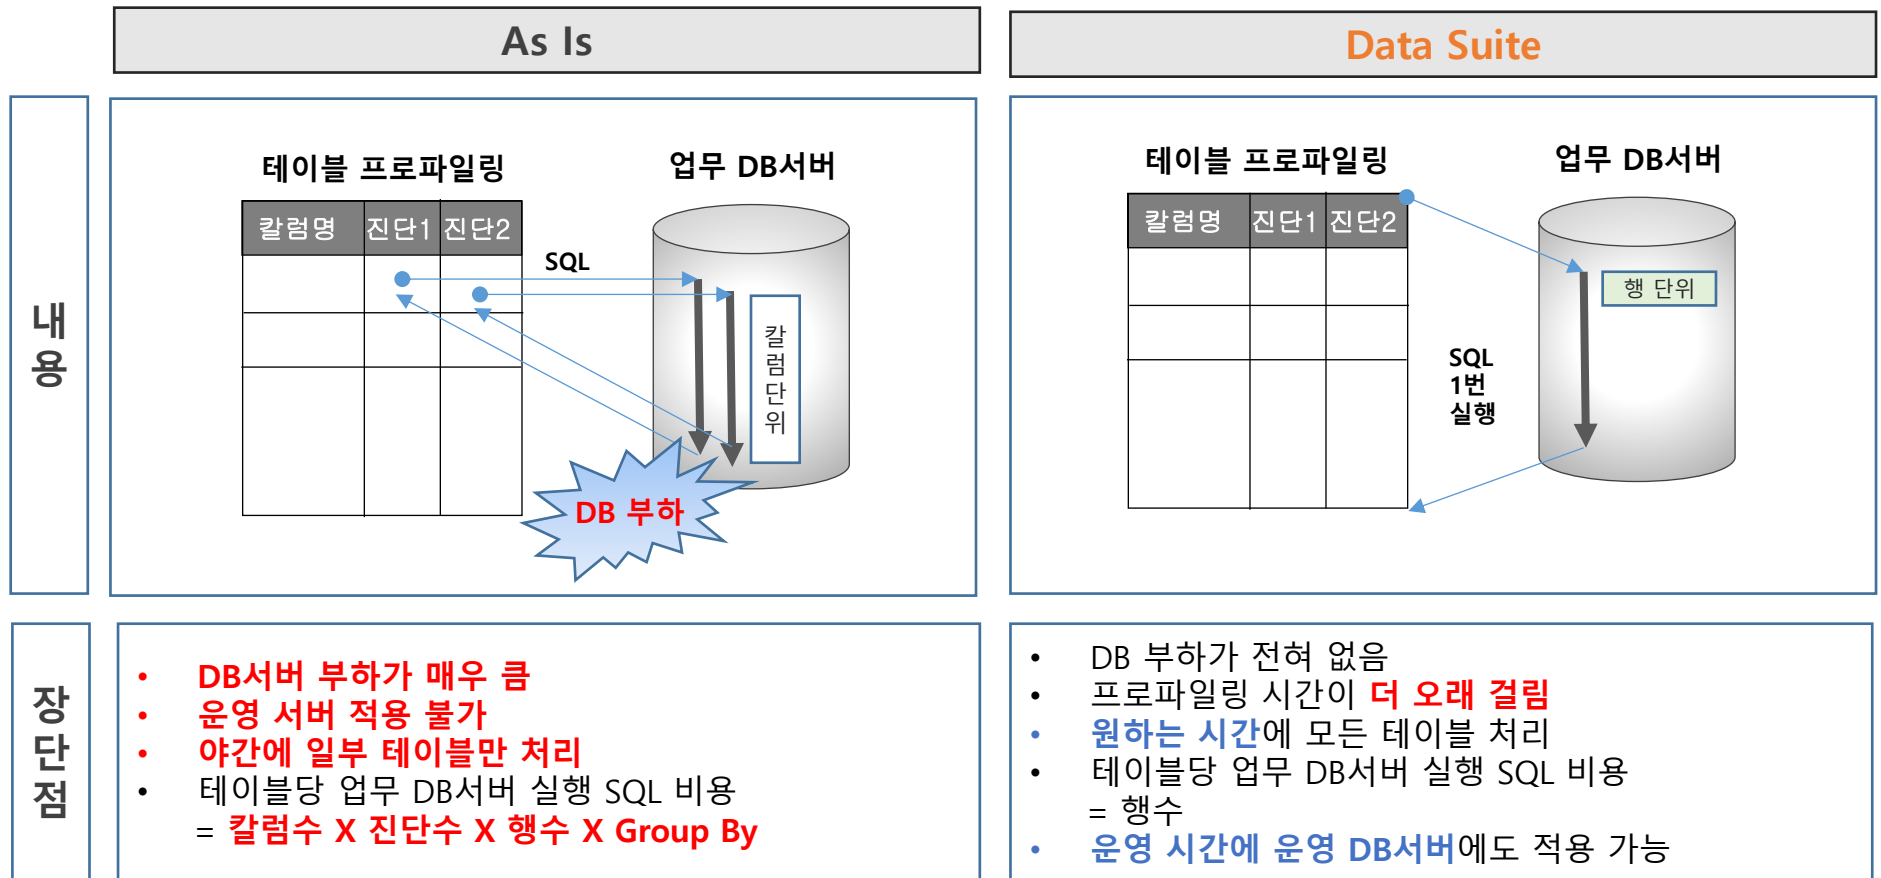 As Is
Data Suite
내용
테이블 프로파일링
업무 DB서버
칼럼명 진단1 진단2
SQL
칼럼단위
DB 부하
테이블 프로파일링
업무 DB서버
칼럼명 진단1 진단2
행 단위
SQL
1번
실행
장단점
• DB서버 부하가 매우 큼
• 운영 서버 적용 불가
• 야간에 일부 테이블만 처리
• 테이블당 업무 DB서버 실행 SQL 비용
= 칼럼수 X 진단수 X 행수 X Group By
• DB 부하가 전혀 없음
• 프로파일링 시간이 더 오래 걸림
• 원하는 시간에 모든 테이블 처리
• 테이블당 업무 DB서버 실행 SQL 비용
= 행수
• 운영 시간에 운영 DB서버에도 적용 가능